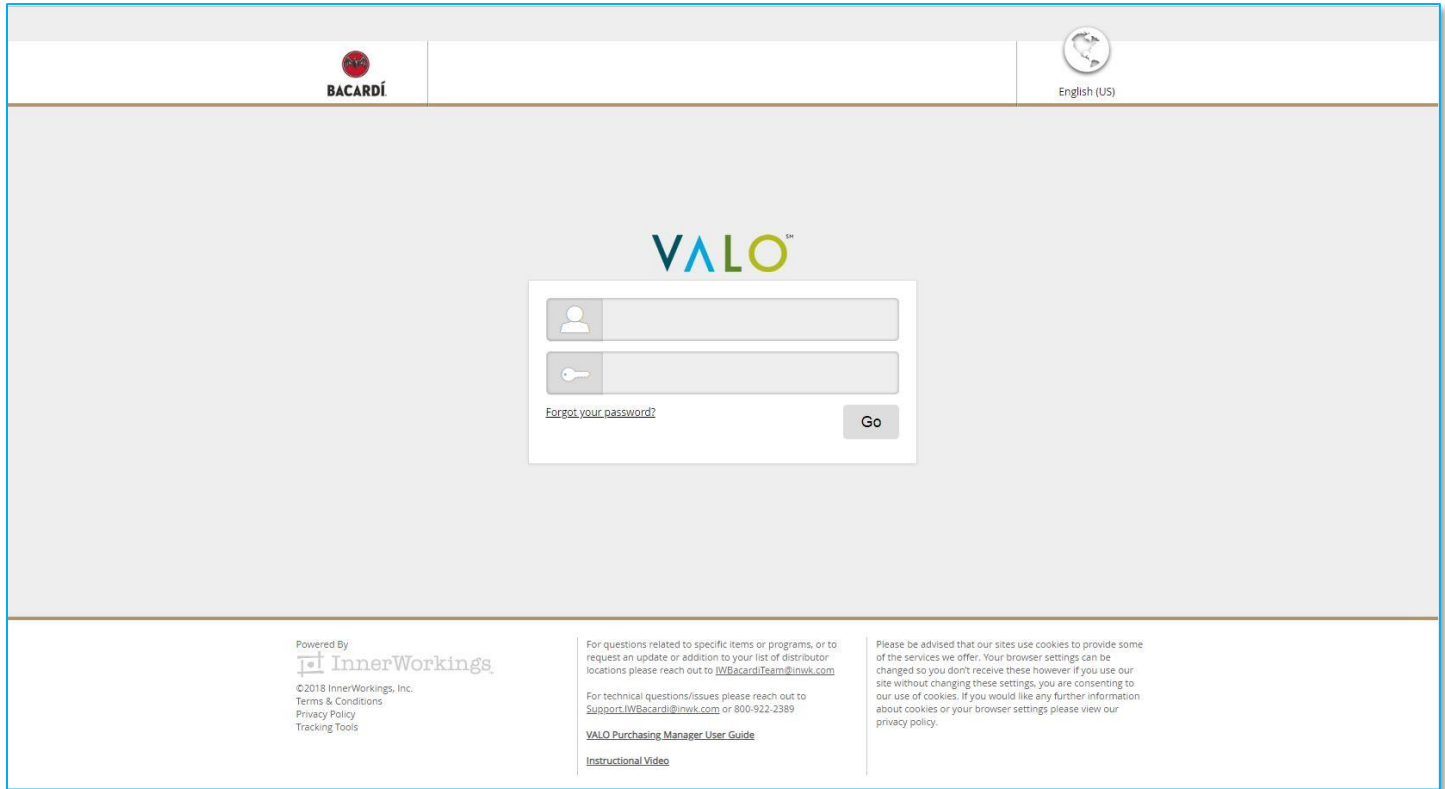 BACARDÍ
English (US)
VALO℠
Forgot your password?
Go
Powered By
InnerWorkings
©2018 InnerWorkings, Inc.
Terms & Conditions
Privacy Policy
Tracking Tools
For questions related to specific items or programs, or to
request an update or addition to your list of distributor
locations please reach out to IWBacardiTeam@inwk.com
For technical questions/issues please reach out to
Support.IWBacardi@inwk.com or 800-922-2389
VALO Purchasing Manager User Guide
Instructional Video
Please be advised that our sites use cookies to provide some
of the services we offer. Your browser settings can be
changed so you don't receive these however if you use our
site without changing these settings, you are consenting to
our use of cookies. If you would like any further information
about cookies or your browser settings please view our
privacy policy.